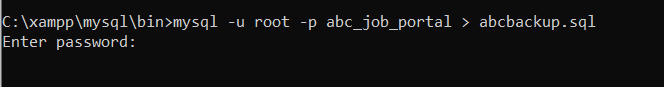 C:\xampp\mysql\bin>mysql -u root -p abc_job_portal > abcbackup.sql
Enter password: